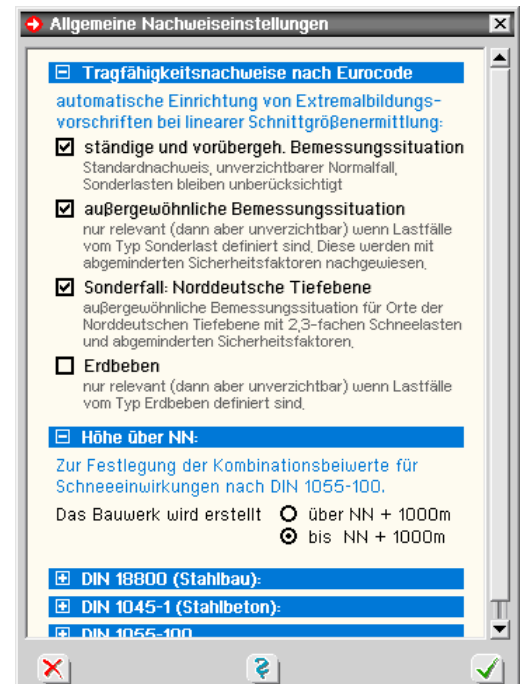 Allgemeine Nachweiseinstellungen
Tragfähigkeitsnachweise nach Eurocode
automatische Einrichtung von Extremalbildungs-
vorschriften bei linearer Schnittgrößenermittlung:
ständige und vorübergeh. Bemessungssituation
Standardnachweis, unverzichtbarer Normalfall,
Sonderlasten bleiben unberücksichtigt
außergewöhnliche Bemessungssituation
nur relevant (dann aber unverzichtbar) wenn Lastfälle
vom Typ Sonderlast definiert sind. Diese werden mit
abgeminderten Sicherheitsfaktoren nachgewiesen.
Sonderfall: Norddeutsche Tiefebene
außergewöhnliche Bemessungssituation für Orte der
Norddeutschen Tiefebene mit 2,3-fachen Schneelasten
und abgeminderten Sicherheitsfaktoren.
Erdbeben
nur relevant (dann aber unverzichtbar) wenn Lastfälle
vom Typ Erdbeben definiert sind.
Höhe über NN:
Zur Festlegung der Kombinationsbeiwerte für
Schneeeinwirkungen nach DIN 1055-100.
Das Bauwerk wird erstellt über NN + 1000m
bis NN + 1000m
DIN 18800 (Stahlbau):
DIN 1045-1 (Stahlbeton):
DIN 1055-100